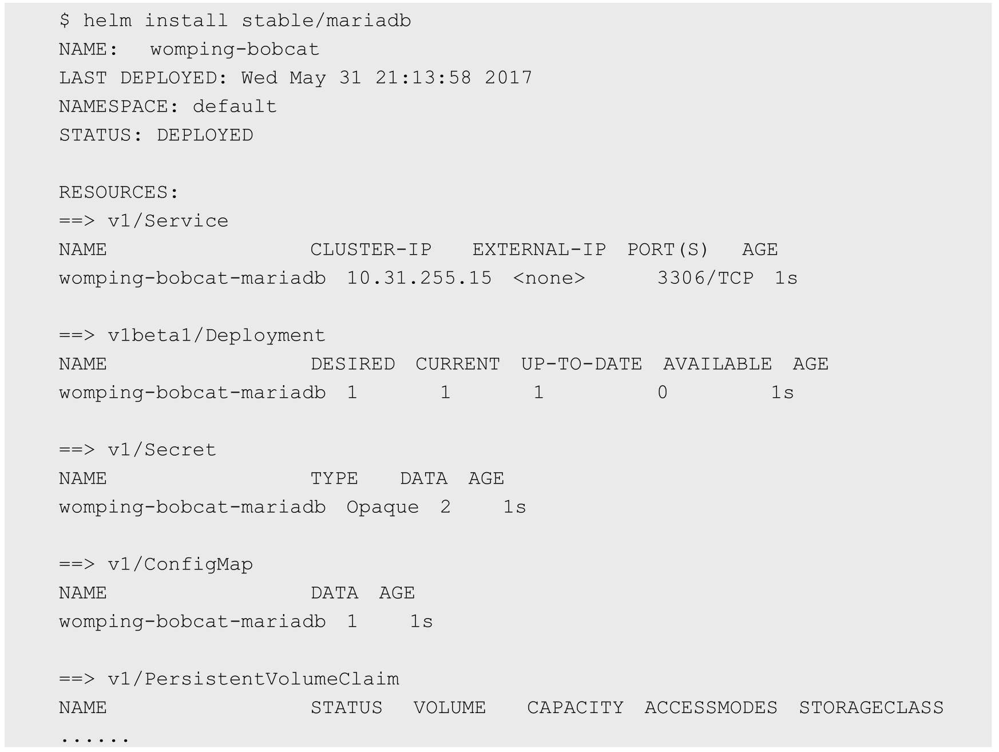 $ helm install stable/mariadb
NAME:   womping-bobcat
LAST DEPLOYED: Wed May 31 21:13:58 2017
NAMESPACE: default
STATUS: DEPLOYED

RESOURCES:
==> v1/Service
NAME                     CLUSTER-IP    EXTERNAL-IP  PORT(S)   AGE
womping-bobcat-mariadb  10.31.255.15  <none>       3306/TCP  1s

==> v1beta1/Deployment
NAME                     DESIRED  CURRENT  UP-TO-DATE  AVAILABLE  AGE
womping-bobcat-mariadb  1        1        1           0          1s

==> v1/Secret
NAME                     TYPE    DATA  AGE
womping-bobcat-mariadb  Opaque  2     1s

==> v1/ConfigMap
NAME                     DATA  AGE
womping-bobcat-mariadb  1     1s

==> v1/PersistentVolumeClaim
NAME                     STATUS   VOLUME    CAPACITY  ACCESSMODES  STORAGECLASS
......